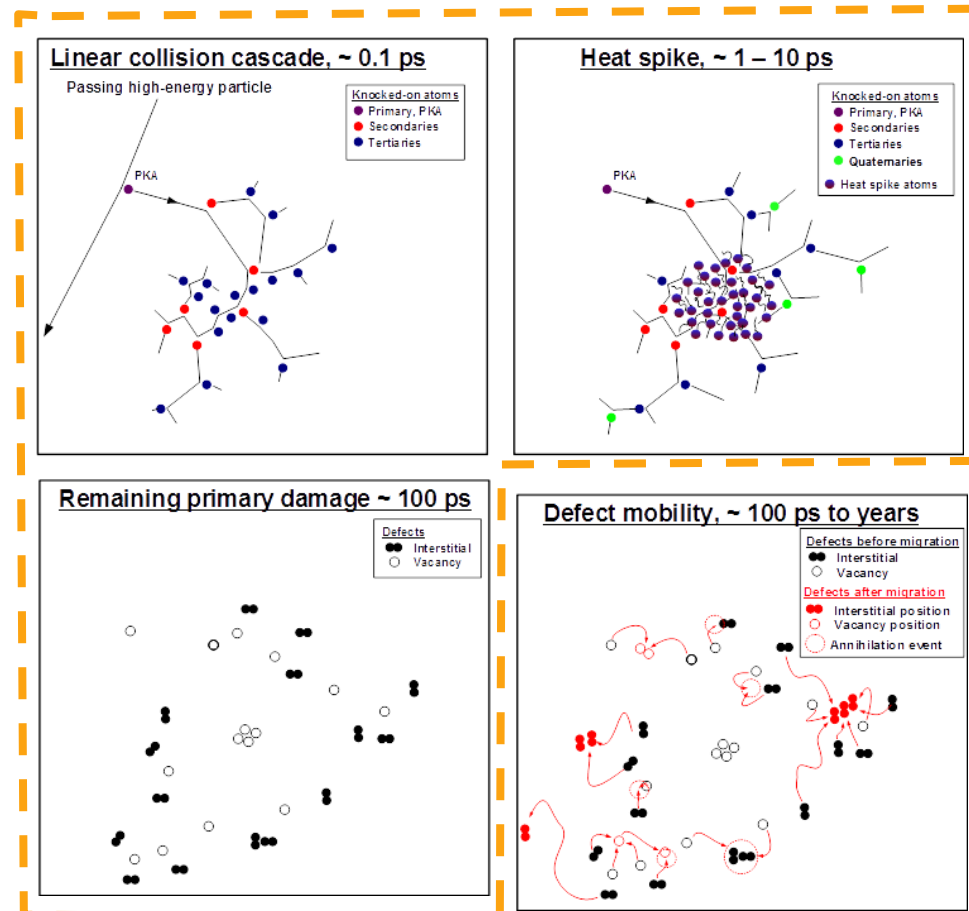 Linear collision cascade, ~ 0.1 ps
Passing high-energy particle
Knocked-on atoms
Primary, PKA
Secondaries
Tertiaries
PKA
Heat spike, ~ 1 – 10 ps
Knocked-on atoms
Primary, PKA
Secondaries
Tertiaries
Quaternaries
Heat spike atoms
PKA
Remaining primary damage ~ 100 ps
Defects
Interstitial
Vacancy
Defect mobility, ~ 100 ps to years
Defects before migration
Interstitial
Vacancy
Defects after migration
Interstitial position
Vacancy position
Annihilation event